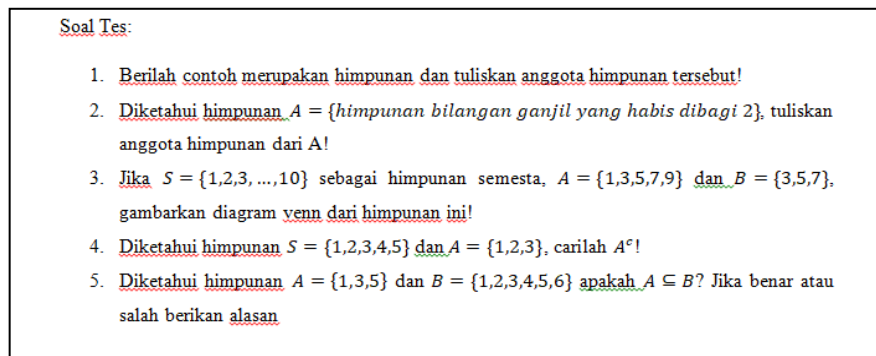 Soal Tes:
1. Berilah contoh merupakan himpunan dan tuliskan anggota himpunan tersebut!
2. Diketahui himpunan A = {himpunan bilangan ganjil yang habis dibagi 2}, tuliskan
anggota himpunan dari A!
3. Jika S = {1,2,3, ...,10} sebagai himpunan semesta, A = {1,3,5,7,9} dan B = {3,5,7},
gambarkan diagram venn dari himpunan ini!
4. Diketahui himpunan S = {1,2,3,4,5} dan A = {1,2,3}, carilah Aᶜ!
5. Diketahui himpunan A = {1,3,5} dan B = {1,2,3,4,5,6} apakah A ⊆ B? Jika benar atau
salah berikan alasan